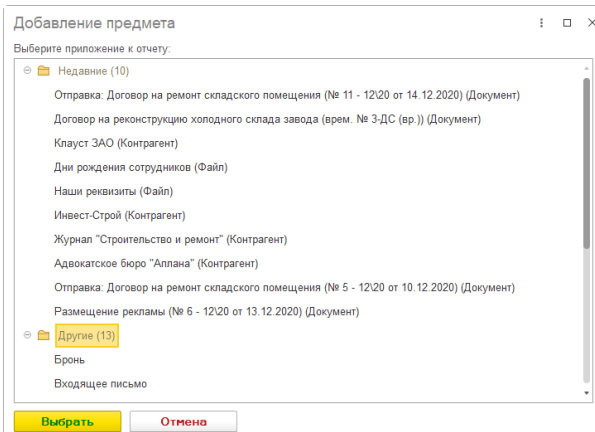 Добавление предмета
Выберите приложение к отчету:
Недавние (10)
Отправка: Договор на ремонт складского помещения (№ 11 - 12\20 от 14.12.2020) (Документ)
Договор на реконструкцию холодного склада завода (врем. № 3-ДС (вр.)) (Документ)
Клауст ЗАО (Контрагент)
Дни рождения сотрудников (Файл)
Наши реквизиты (Файл)
Инвест-Строй (Контрагент)
Журнал "Строительство и ремонт" (Контрагент)
Адвокатское бюро "Аплана" (Контрагент)
Отправка: Договор на ремонт складского помещения (№ 5 - 12\20 от 10.12.2020) (Документ)
Размещение рекламы (№ 6 - 12\20 от 13.12.2020) (Документ)
Другие (13)
Бронь
Входящее письмо
Выбрать Отмена